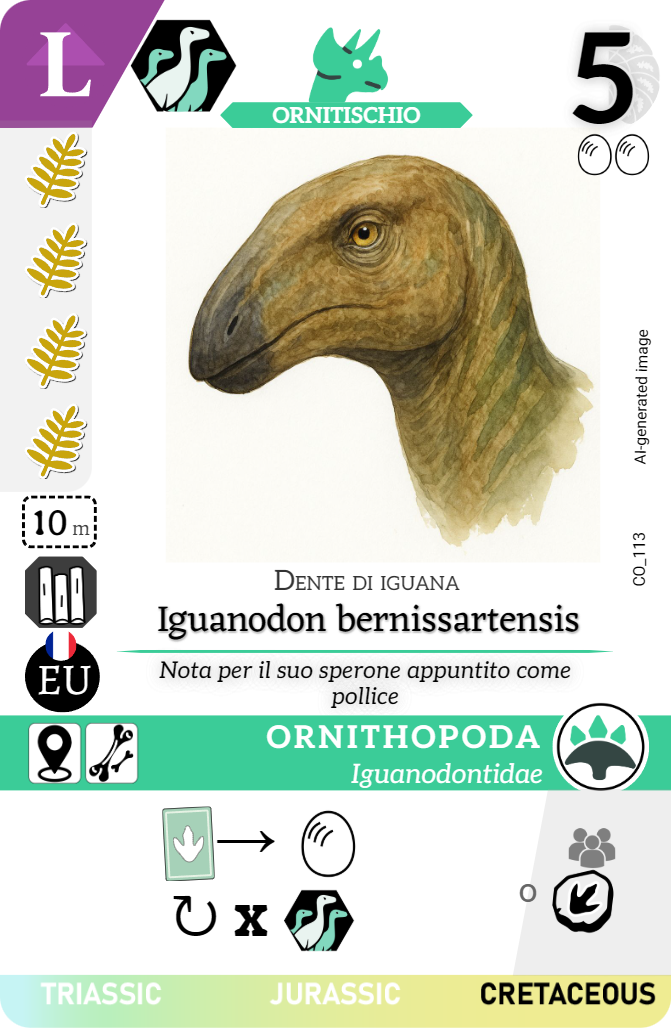 L
ORNITISCHIO
5
AI-generated image
CO_113
10 m
EU
DENTE DI IGUANA
Iguanodon bernissartensis
Nota per il suo sperone appuntito come
pollice
ORNITHOPODA
Iguanodontidae
x
o
TRIASSIC JURASSIC CRETACEOUS